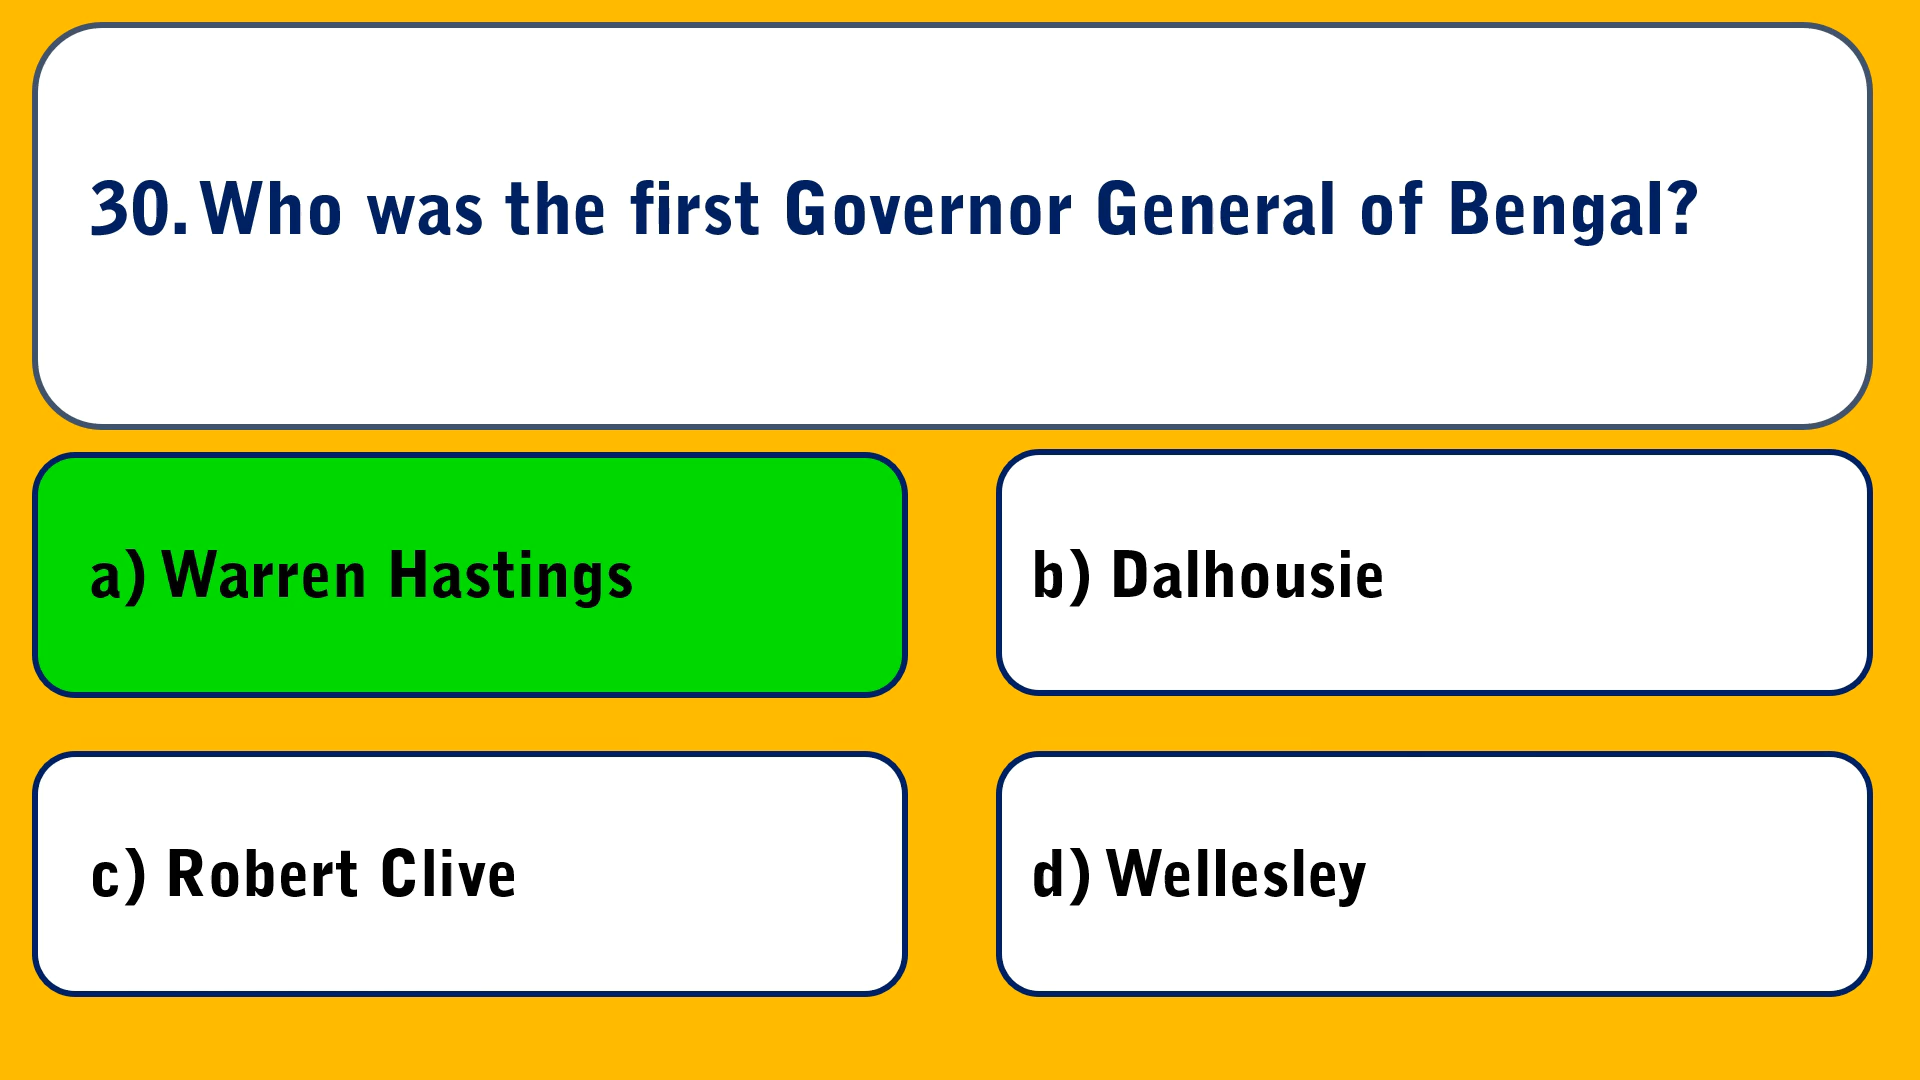 30. Who was the first Governor General of Bengal?
a) Warren Hastings
b) Dalhousie
c) Robert Clive
d) Wellesley